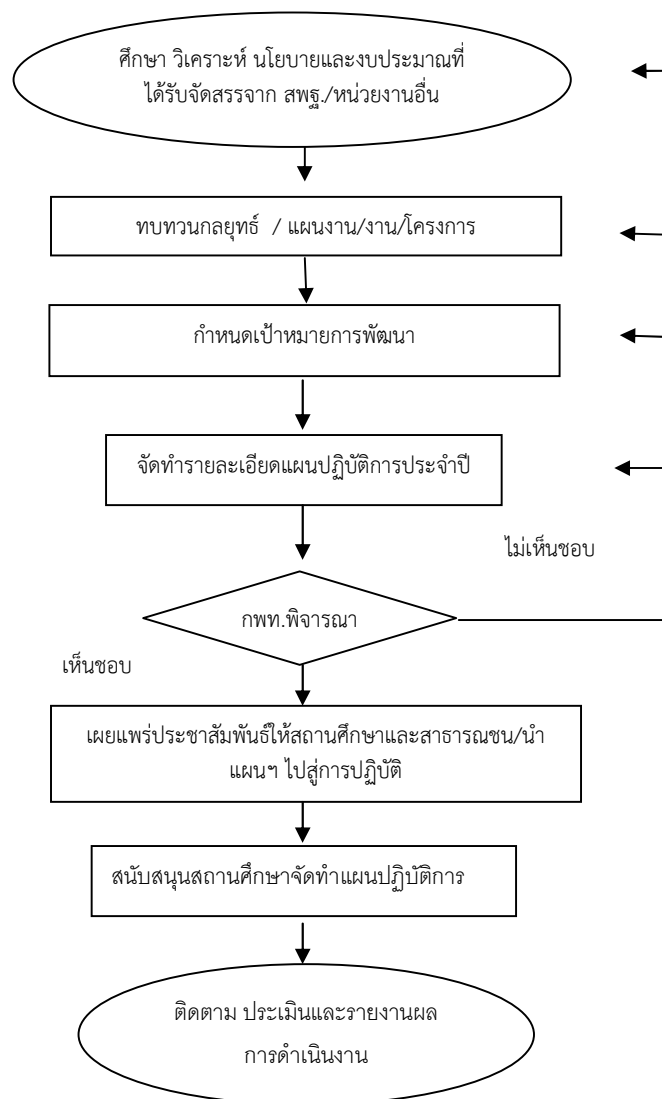 ศึกษา วิเคราะห์ นโยบายและงบประมาณที่
ได้รับจัดสรรจาก สพฐ./หน่วยงานอื่น
ทบทวนกลยุทธ์ / แผนงาน/งาน/โครงการ
กำหนดเป้าหมายการพัฒนา
จัดทำรายละเอียดแผนปฏิบัติการประจำปี
ไม่เห็นชอบ
กพท.พิจารณา
เห็นชอบ
เผยแพร่ประชาสัมพันธ์ให้สถานศึกษาและสาธารณชน/นำ
แผนฯ ไปสู่การปฏิบัติ
สนับสนุนสถานศึกษาจัดทำแผนปฏิบัติการ
ติดตาม ประเมินและรายงานผล
การดำเนินงาน